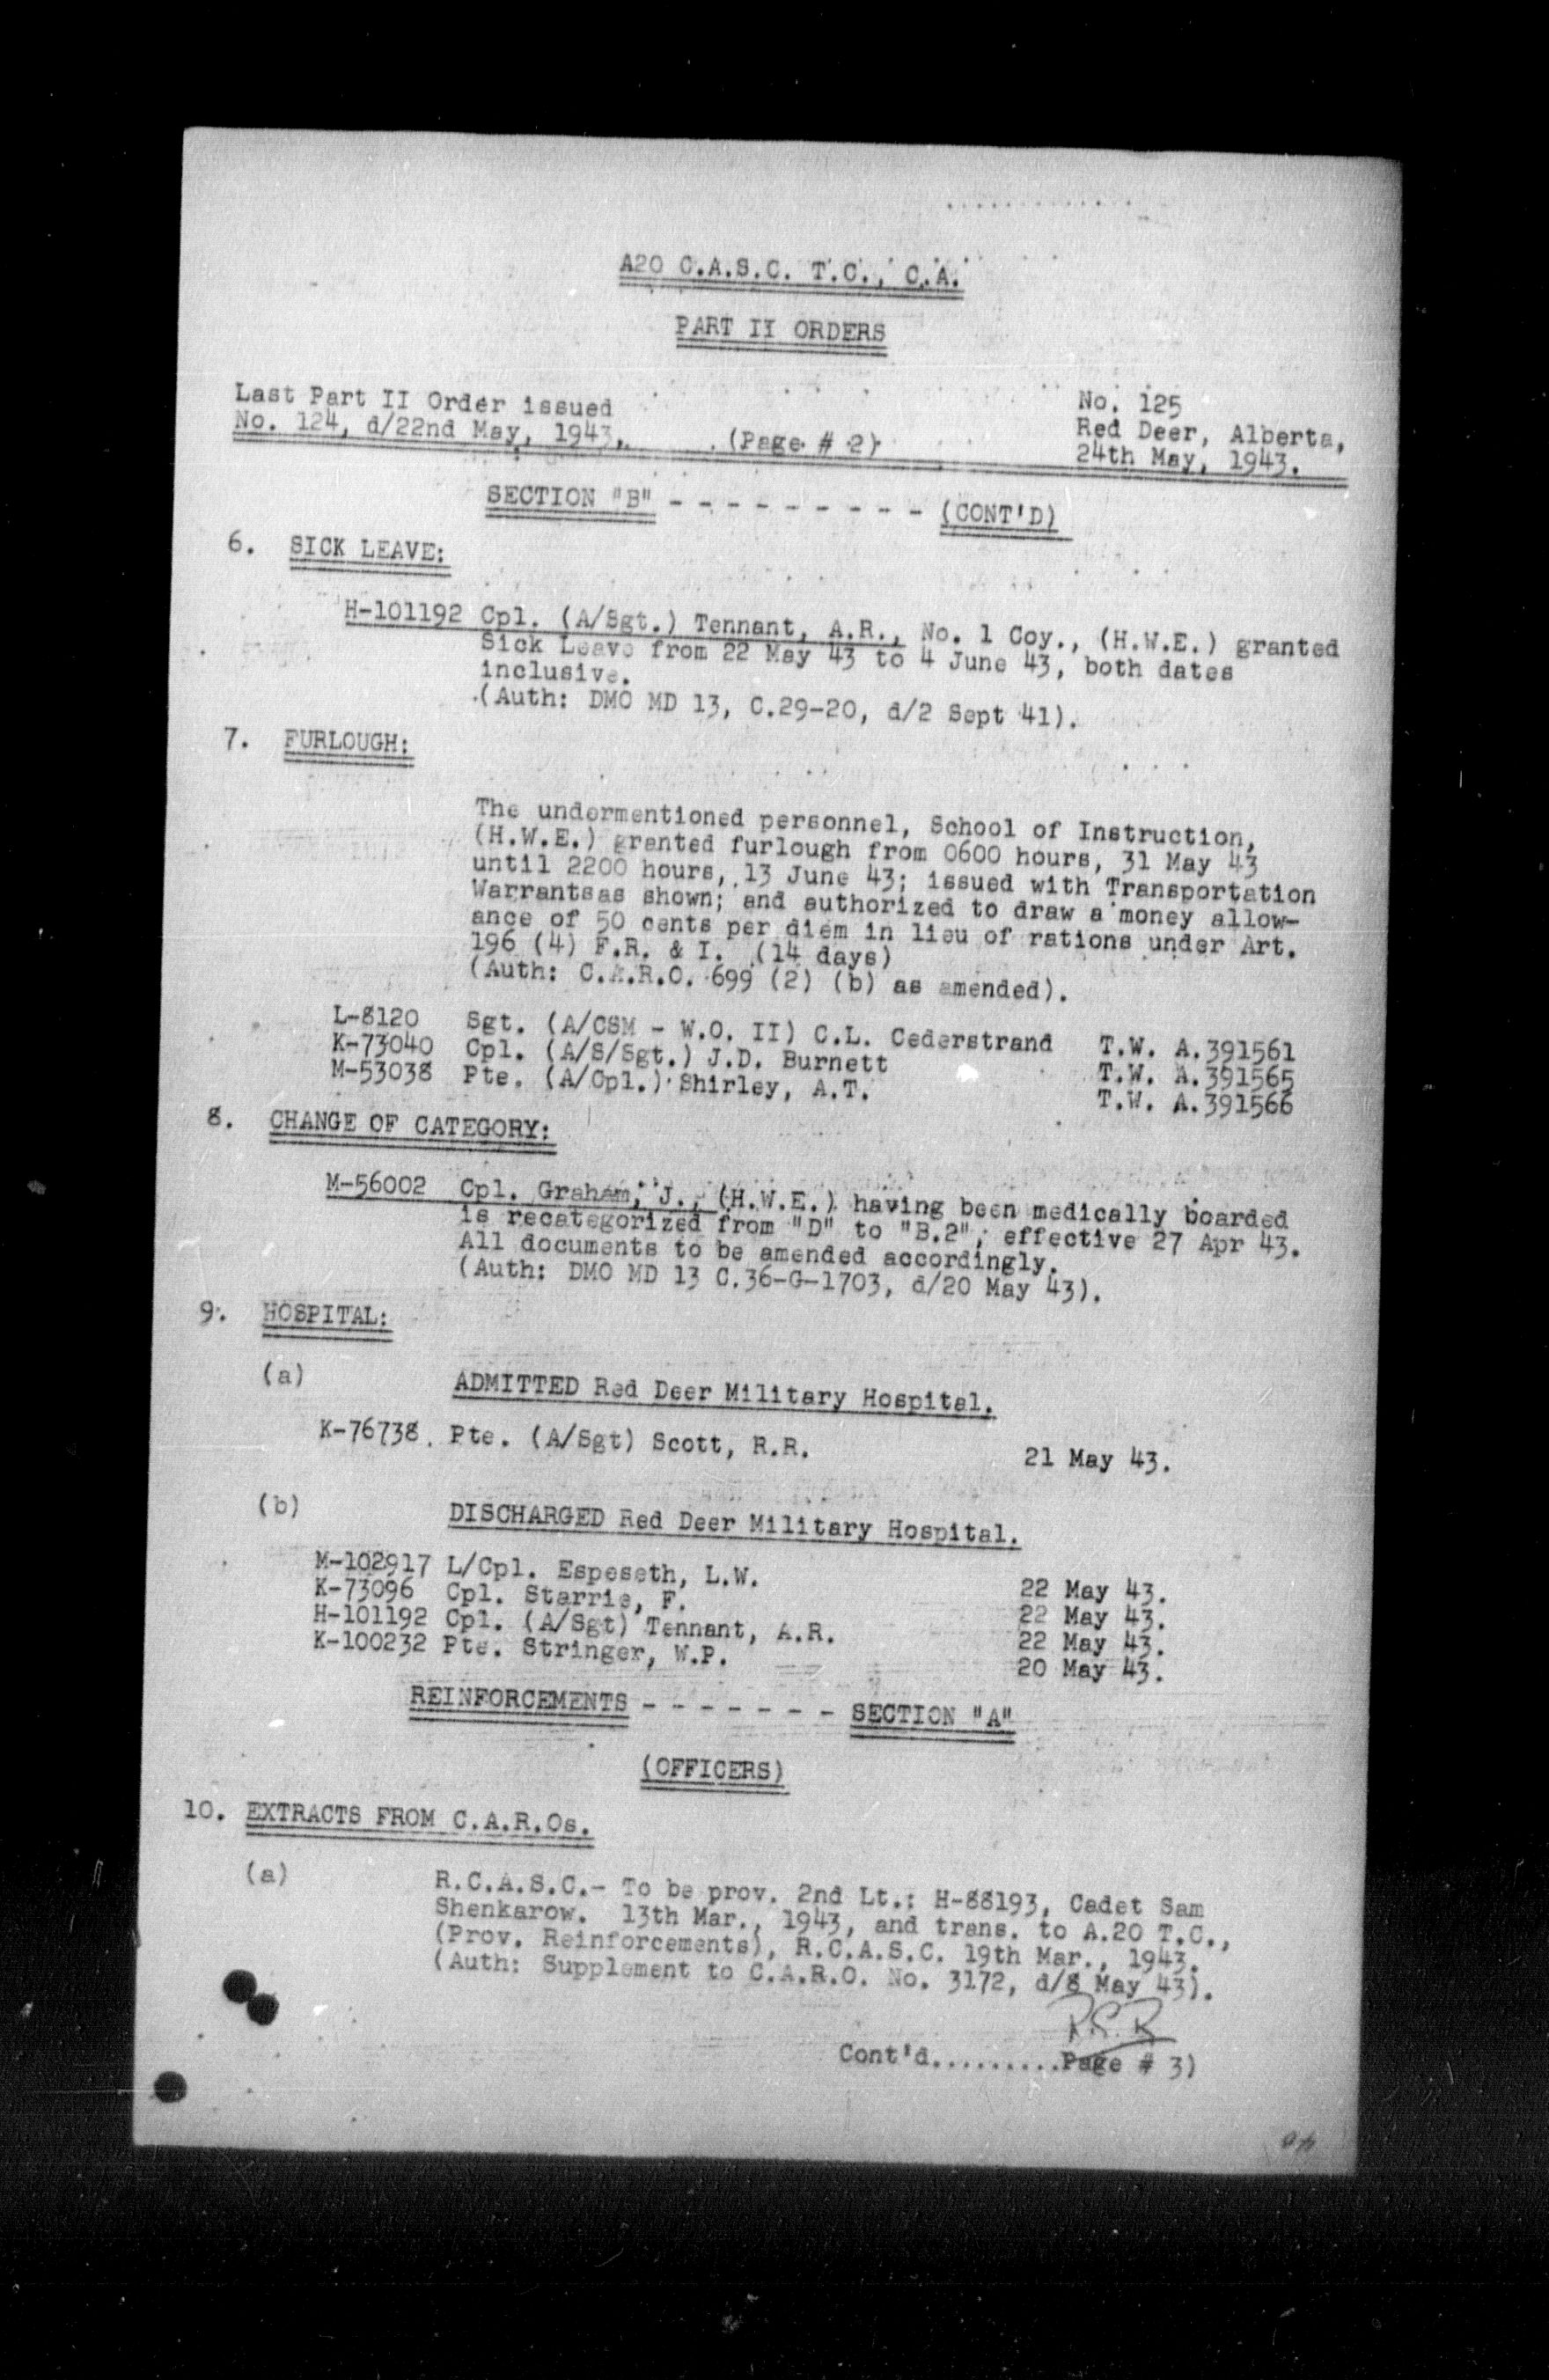 A20 C.A.S.C. T.C., C.A.
PART II ORDERS
Last Part II Order issued
No. 124, d/22nd May, 1943,
(Page # 2)
No. 125
Red Deer, Alberta,
24th May, 1943.
SECTION "B" - - - - - - - - - (CONT'D)
6. SICK LEAVE:
H-101192 Cpl. (A/Sgt.) Tennant, A.R., No. 1 Coy., (H.W.E.) granted
Sick Leave from 22 May 43 to 4 June 43, both dates
inclusive.
(Auth: DMO MD 13, C.29-20, d/2 Sept 41).
7. FURLOUGH:
The undermentioned personnel, School of Instruction,
(H.W.E.) granted furlough from 0600 hours, 31 May 43
until 2200 hours, 13 June 43; issued with Transportation
Warrantsas shown; and authorized to draw a money allow-
ance of 50 cents per diem in lieu of rations under Art.
196 (4) F.R. & I. (14 days)
(Auth: C.A.R.O. 699 (2) (b) as amended).
L-8120 Sgt. (A/CSM - W.O. II) C.L. Cederstrand T.W. A.391561
K-73040 Cpl. (A/S/Sgt.) J.D. Burnett T.W. A.391565
M-53038 Pte. (A/Cpl.) Shirley, A.T. T.W. A.391566
8. CHANGE OF CATEGORY:
M-56002 Cpl. Graham, J., (H.W.E.) having been medically boarded
is recategorized from "D" to "B.2", effective 27 Apr 43.
All documents to be amended accordingly.
(Auth: DMO MD 13 C.36-G-1703, d/20 May 43).
9. HOSPITAL:
(a) ADMITTED Red Deer Military Hospital.
K-76738 Pte. (A/Sgt) Scott, R.R. 21 May 43.
(b) DISCHARGED Red Deer Military Hospital.
M-102917 L/Cpl. Espeseth, L.W. 22 May 43.
K-73096 Cpl. Starrie, F. 22 May 43.
H-101192 Cpl. (A/Sgt) Tennant, A.R. 22 May 43.
K-100232 Pte. Stringer, W.P. 20 May 43.
REINFORCEMENTS - - - - - - - SECTION "A"
(OFFICERS)
10. EXTRACTS FROM C.A.R.Os.
(a) R.C.A.S.C.- To be prov. 2nd Lt.: H-88193, Cadet Sam
Shenkarow. 13th Mar., 1943, and trans. to A.20 T.C.,
(Prov. Reinforcements), R.C.A.S.C. 19th Mar., 1943.
(Auth: Supplement to C.A.R.O. No. 3172, d/8 May 43).
R.S.R
Cont'd..........Page # 3)